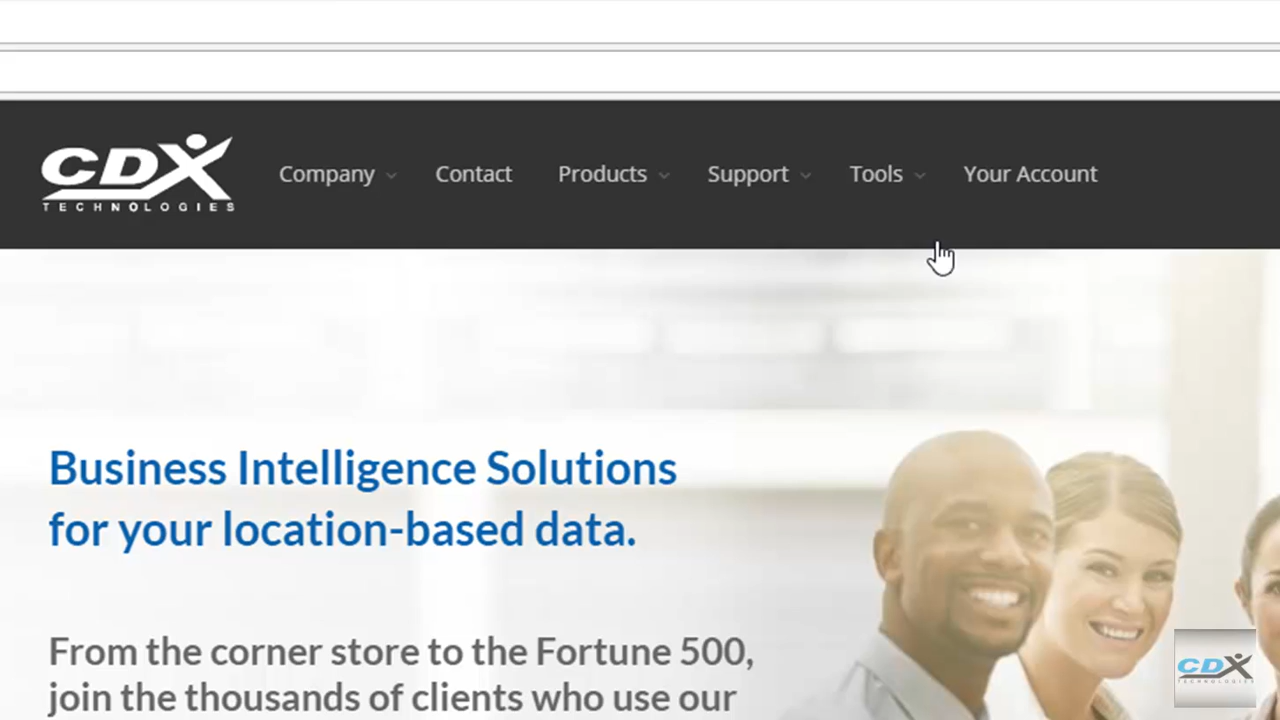 CDX
TECHNOLOGIES
Company
Contact
Products
Support
Tools
Your Account
Business Intelligence Solutions
for your location-based data.
From the corner store to the Fortune 500,
join the thousands of clients who use our
CDX
TECHNOLOGIES